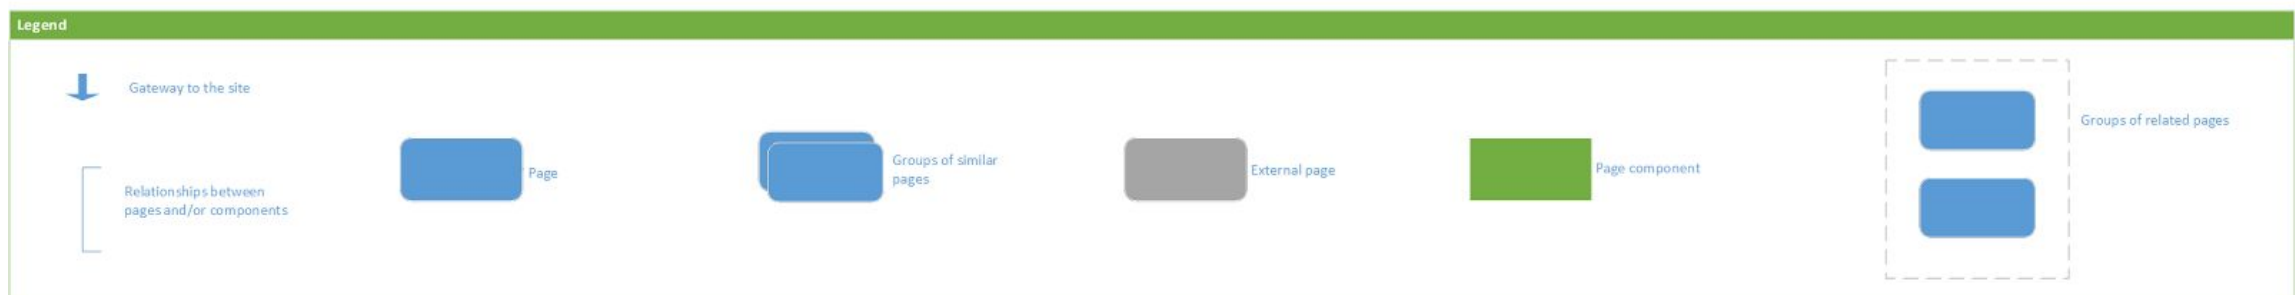 Legend
Gateway to the site
Relationships between
pages and/or components
Page
Groups of similar
pages
External page
Page component
Groups of related pages